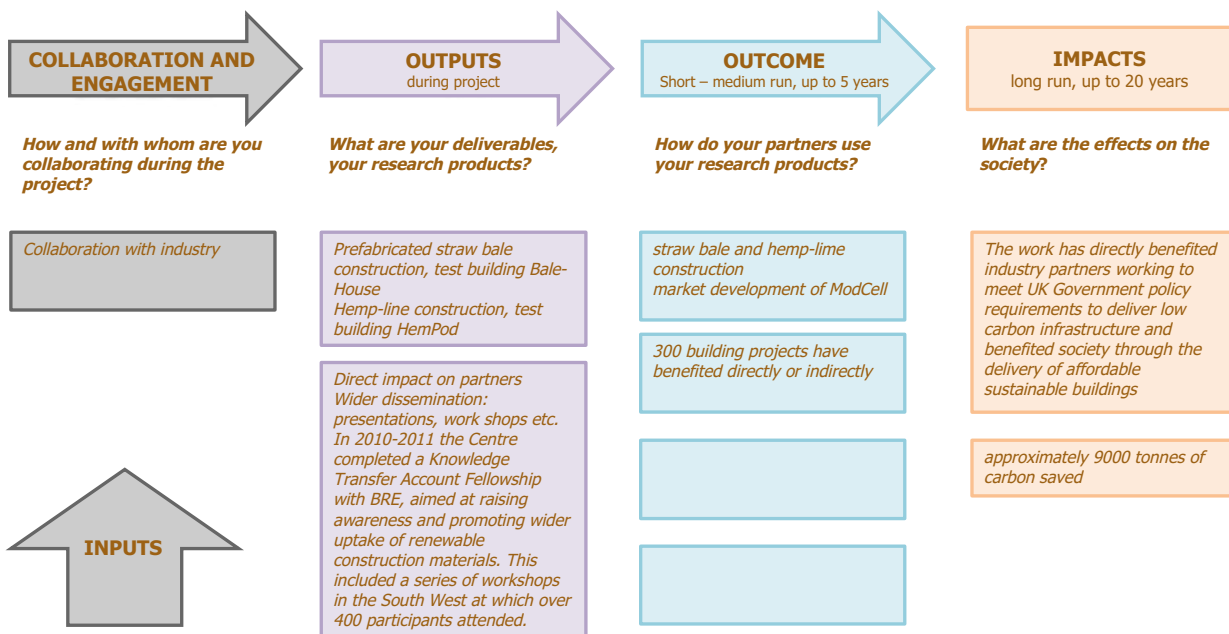 COLLABORATION AND
ENGAGEMENT
OUTPUTS
during project
OUTCOME
Short – medium run, up to 5 years
IMPACTS
long run, up to 20 years
How and with whom are you
collaborating during the
project?
What are your deliverables,
your research products?
How do your partners use
your research products?
What are the effects on the
society?
Collaboration with industry
Prefabricated straw bale
construction, test building Bale-
House
Hemp-line construction, test
building HemPod
straw bale and hemp-lime
construction
market development of ModCell
The work has directly benefited
industry partners working to
meet UK Government policy
requirements to deliver low
carbon infrastructure and
benefited society through the
delivery of affordable
sustainable buildings
300 building projects have
benefited directly or indirectly
Direct impact on partners
Wider dissemination:
presentations, work shops etc.
In 2010-2011 the Centre
completed a Knowledge
Transfer Account Fellowship
with BRE, aimed at raising
awareness and promoting wider
uptake of renewable
construction materials. This
included a series of workshops
in the South West at which over
400 participants attended.
approximately 9000 tonnes of
carbon saved
INPUTS